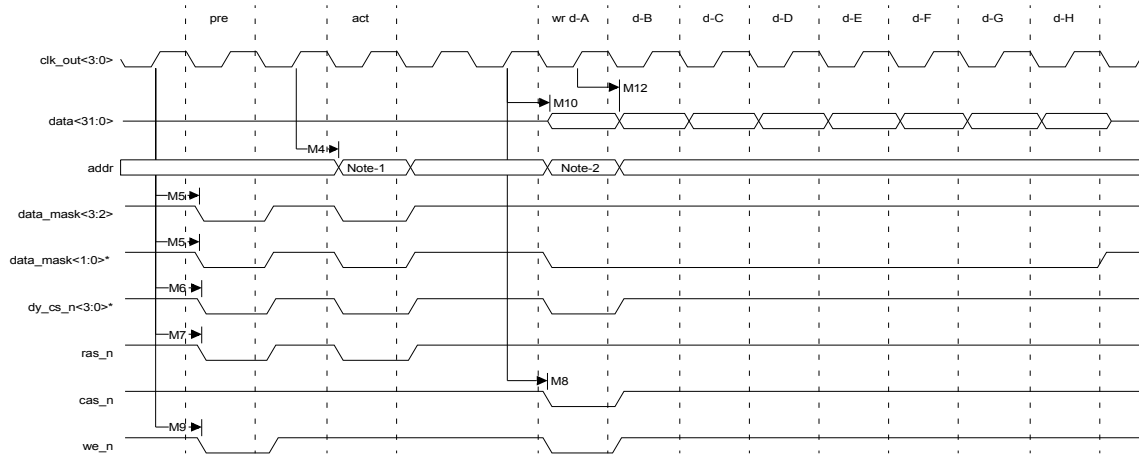 pre act wr d-A d-B d-C d-D d-E d-F d-G d-H
clk_out<3:0>
M12
M10
data<31:0>
M4
addr Note-1 Note-2
M5
data_mask<3:2>
M5
data_mask<1:0>*
M6
dy_cs_n<3:0>*
M7
ras_n
M8
cas_n
M9
we_n